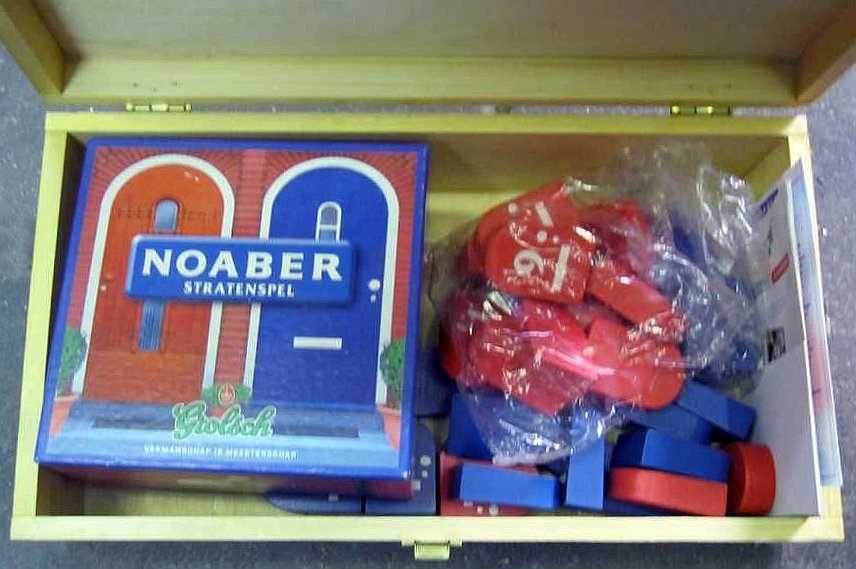 NOABER
STRATENSPEL
Grolsch
VAKMANSCHAP IS MEESTERSCHAP